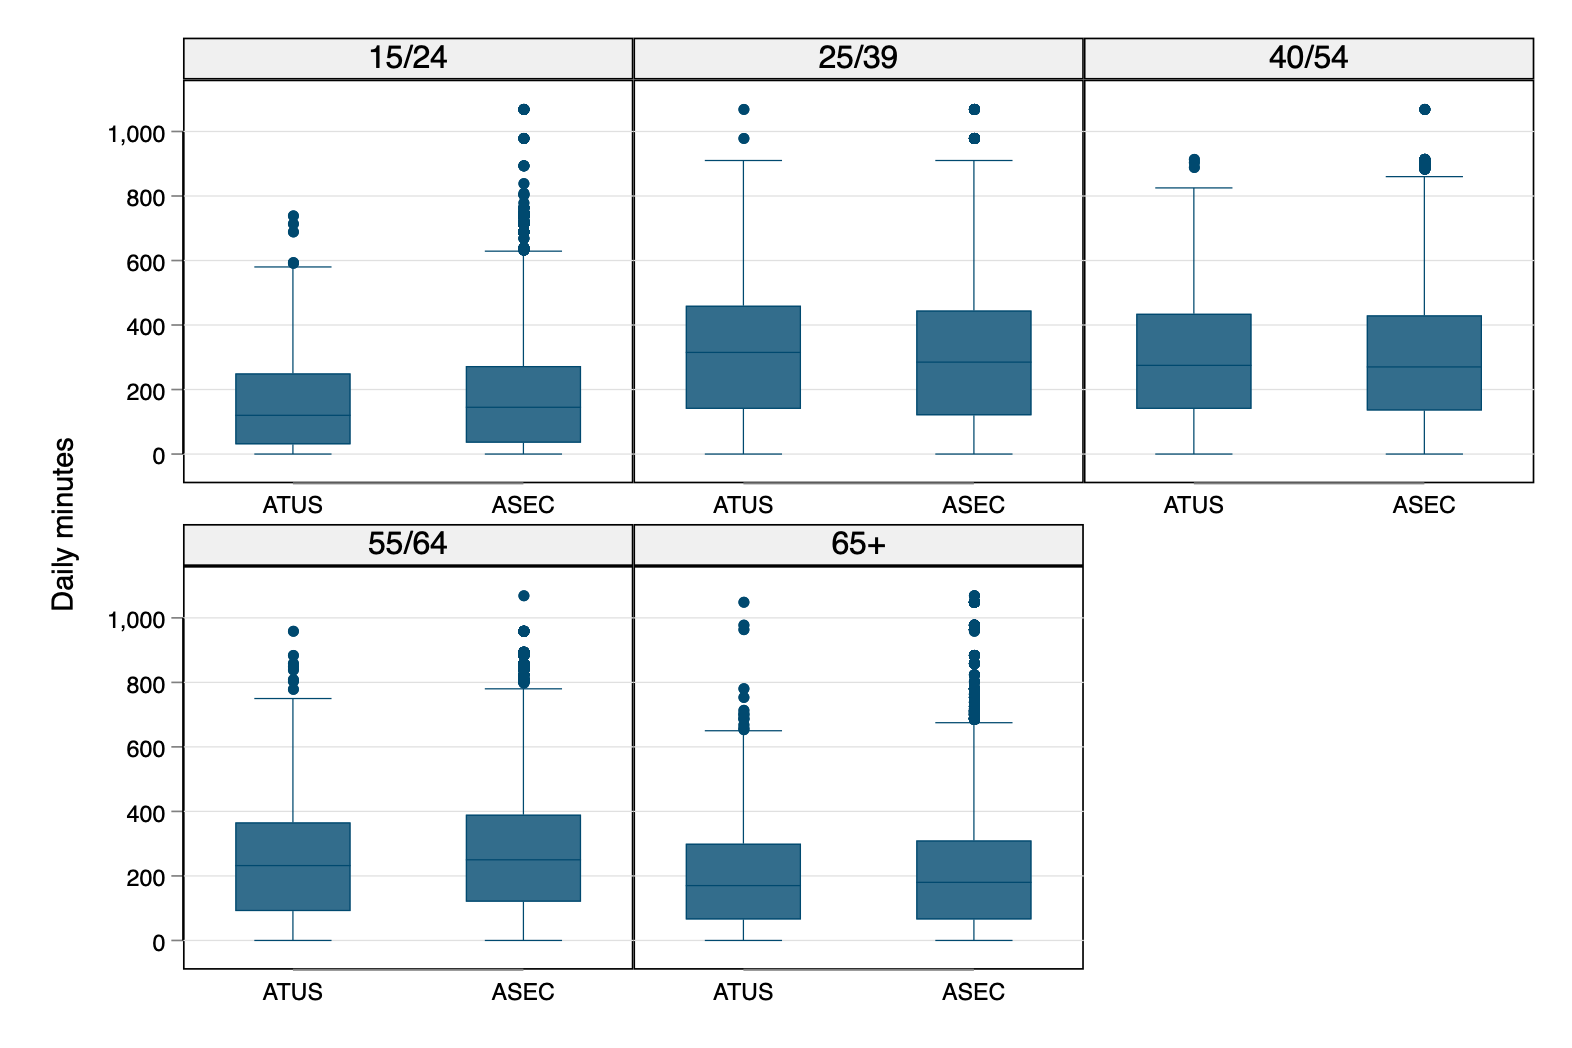 Daily minutes
15/24
25/39
40/54
1,000
800
600
400
200
0
ATUS
ASEC
ATUS
ASEC
ATUS
ASEC
55/64
65+
1,000
800
600
400
200
0
ATUS
ASEC
ATUS
ASEC